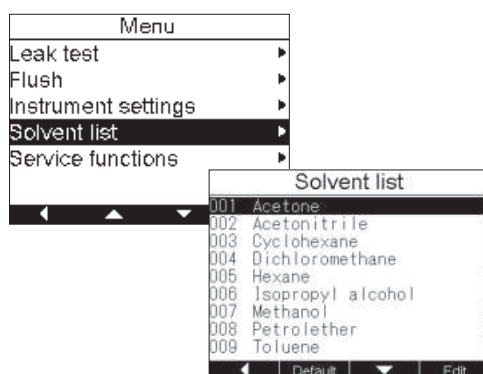 Menu
Leak test
Flush
Instrument settings
Solvent list
Service functions
Solvent list
001 Acetone
002 Acetonitrile
003 Cyclohexane
004 Dichloromethane
005 Hexane
006 Isopropyl alcohol
007 Methanol
008 Petrolether
009 Toluene
Default Edit